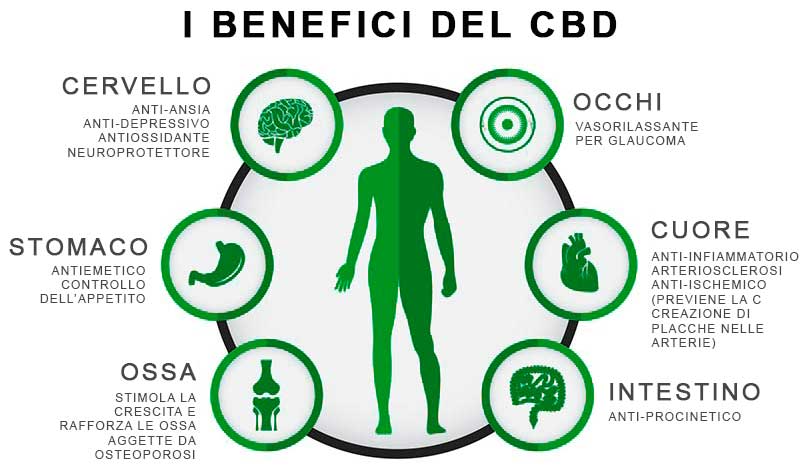 I BENEFICI DEL CBD
CERVELLO
ANTI-ANSIA
ANTI-DEPRESSIVO
ANTIOSSIDANTE
NEUROPROTETTORE
OCCHI
VASORILASSANTE
PER GLAUCOMA
STOMACO
ANTIEMETICO
CONTROLLO
DELL'APPETITO
CUORE
ANTI-INFIAMMATORIO
ARTERIOSCLEROSI
ANTI-ISCHEMICO
(PREVIENE LA C
CREAZIONE DI
PLACCHE NELLE
ARTERIE)
OSSA
STIMOLA LA
CRESCITA E
RAFFORZA LE OSSA
AGGETTE DA
OSTEOPOROSI
INTESTINO
ANTI-PROCINETICO